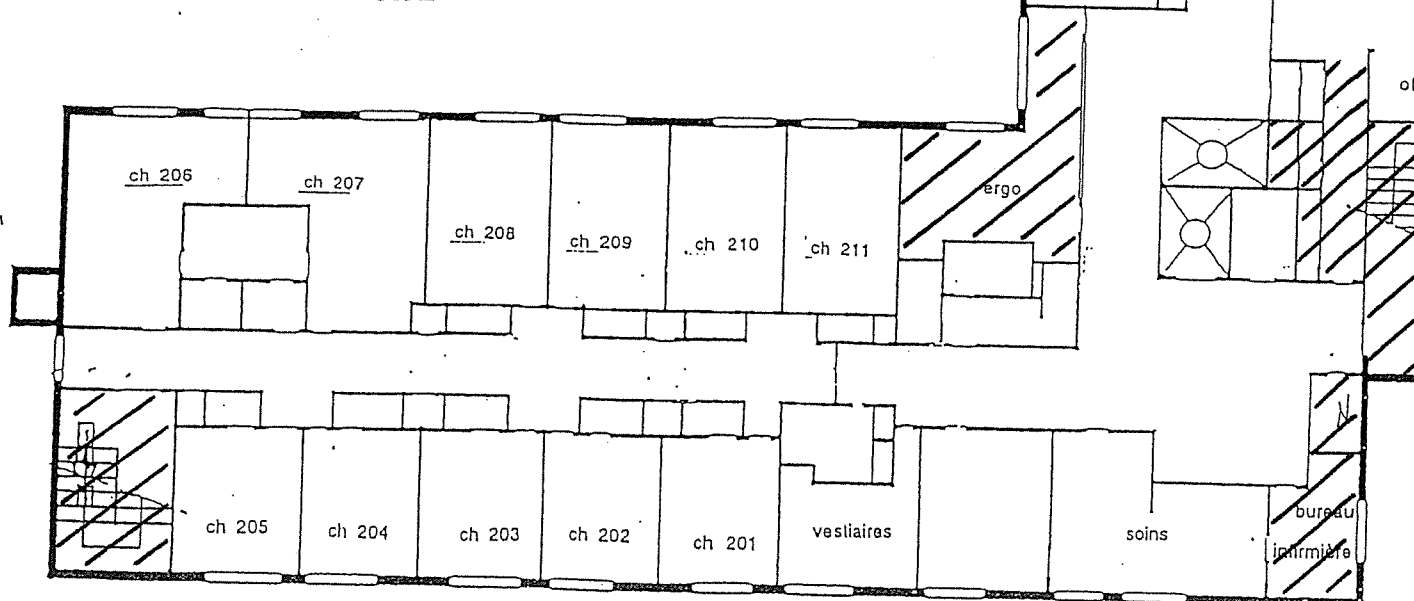 ch 206
ch 207
ch 208
ch 209
ch 210
ch 211
ergo
ch 205
ch 204
ch 203
ch 202
ch 201
vestiaires
soins
bureau
infirmière